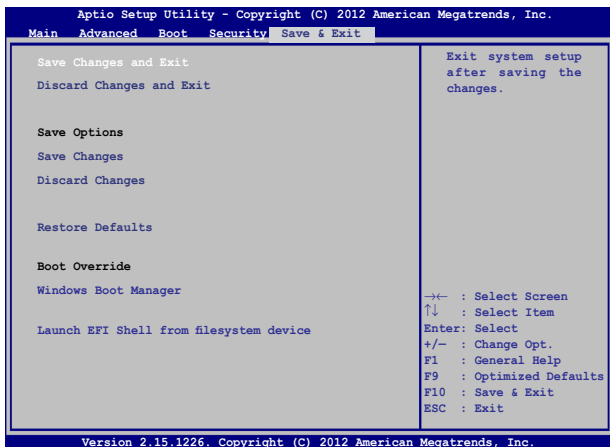 Aptio Setup Utility - Copyright (C) 2012 American Megatrends, Inc.
Main Advanced Boot Security Save & Exit
Save Changes and Exit
Discard Changes and Exit
Save Options
Save Changes
Discard Changes
Restore Defaults
Boot Override
Windows Boot Manager
Launch EFI Shell from filesystem device
Exit system setup
after saving the
changes.
→← : Select Screen
↑↓ : Select Item
Enter: Select
+/— : Change Opt.
F1 : General Help
F9 : Optimized Defaults
F10 : Save & Exit
ESC : Exit
Version 2.15.1226. Copyright (C) 2012 American Megatrends, Inc.